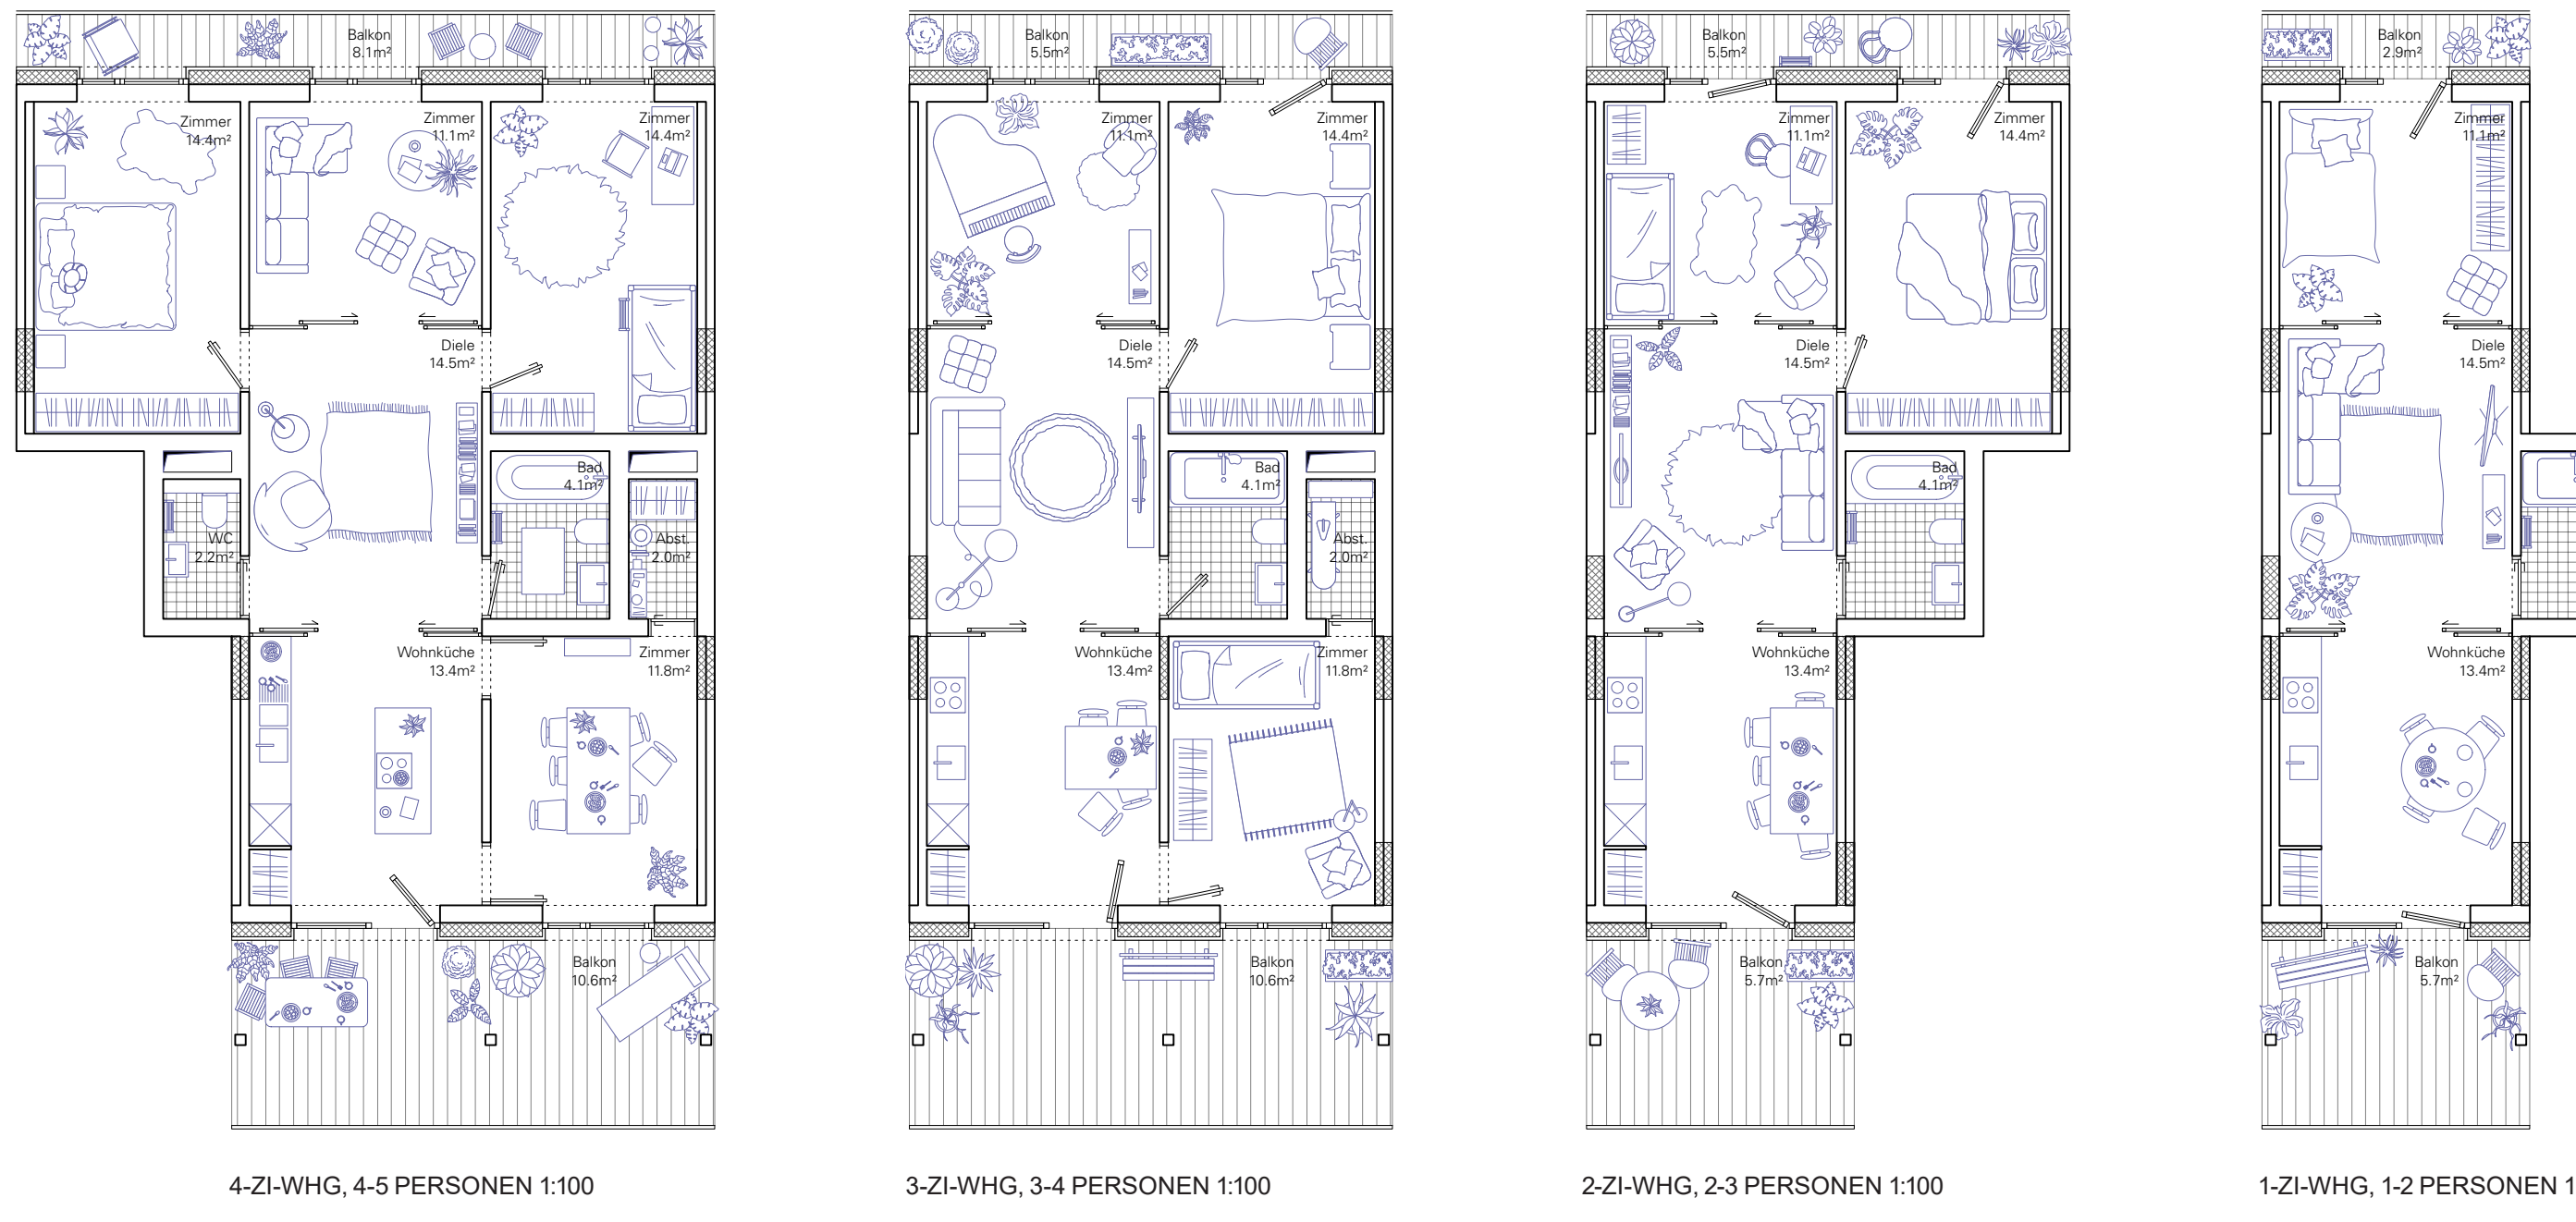 Balkon
8.1m²
Zimmer
14.4m²
Zimmer
11.1m²
Zimmer
14.4m²
Diele
14.5m²
Bad
4.1m²
WC
2.2m²
Abst.
2.0m²
Wohnküche
13.4m²
Zimmer
11.8m²
Balkon
10.6m²
4-ZI-WHG, 4-5 PERSONEN 1:100
Balkon
5.5m²
Zimmer
11.1m²
Zimmer
14.4m²
Diele
14.5m²
Bad
4.1m²
Abst.
2.0m²
Wohnküche
13.4m²
Zimmer
11.8m²
Balkon
10.6m²
3-ZI-WHG, 3-4 PERSONEN 1:100
Balkon
5.5m²
Zimmer
11.1m²
Zimmer
14.4m²
Diele
14.5m²
Bad
4.1m²
Wohnküche
13.4m²
Balkon
5.7m²
2-ZI-WHG, 2-3 PERSONEN 1:100
Balkon
2.9m²
Zimmer
11.1m²
Diele
14.5m²
Wohnküche
13.4m²
Balkon
5.7m²
1-ZI-WHG, 1-2 PERSONEN 1